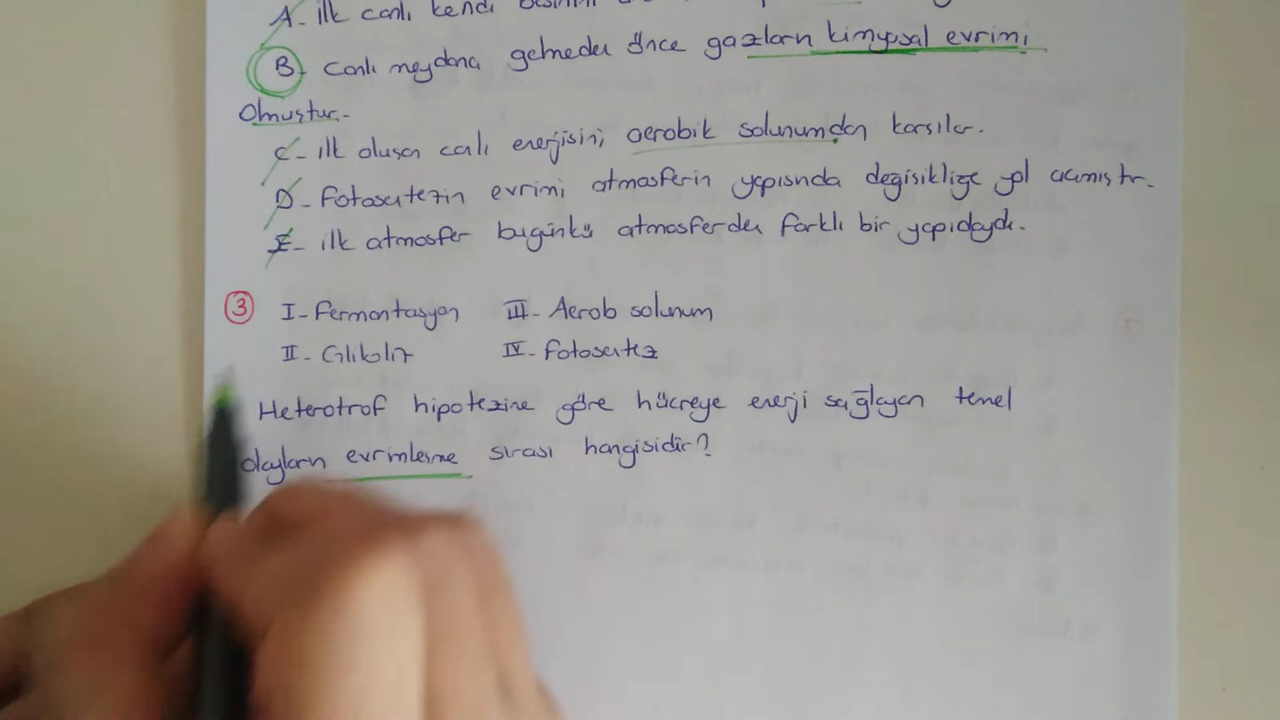 A- ilk canlı kendi
B- Canlı meydana gelmeden önce gazların kimyasal evrimi
Olmuştur.
C- ilk oluşan canlı enerjisini aerobik solunumdan karşılar.
D- Fotosentezin evrimi atmosferin yapısında değişikliğe yol açmıştır.
E- ilk atmosfer bugünkü atmosferden farklı bir yapıdaydı.
3 I- Fermantasyon III- Aerob solunum
II- Glikoliz IV- Fotosentez
Heterotrof hipotezine göre hücreye enerji sağlayan temel
olayların evrimleşme sırası hangisidir?